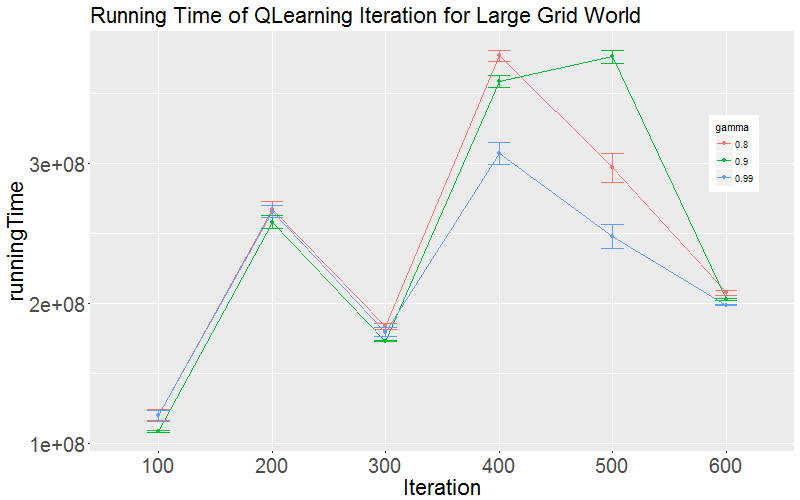 Running Time of QLearning Iteration for Large Grid World
runningTime
3e+08
2e+08
1e+08
100 200 300 400 500 600
Iteration
gamma
0.8
0.9
0.99